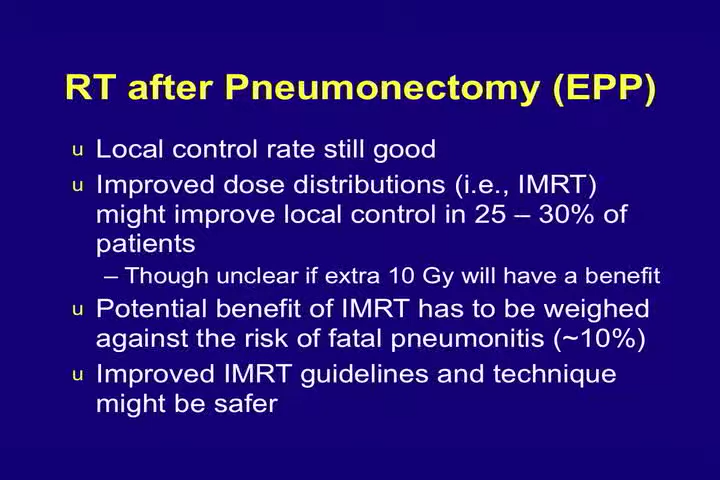 RT after Pneumonectomy (EPP)
u Local control rate still good
u Improved dose distributions (i.e., IMRT)
might improve local control in 25 – 30% of
patients
– Though unclear if extra 10 Gy will have a benefit
u Potential benefit of IMRT has to be weighed
against the risk of fatal pneumonitis (~10%)
u Improved IMRT guidelines and technique
might be safer